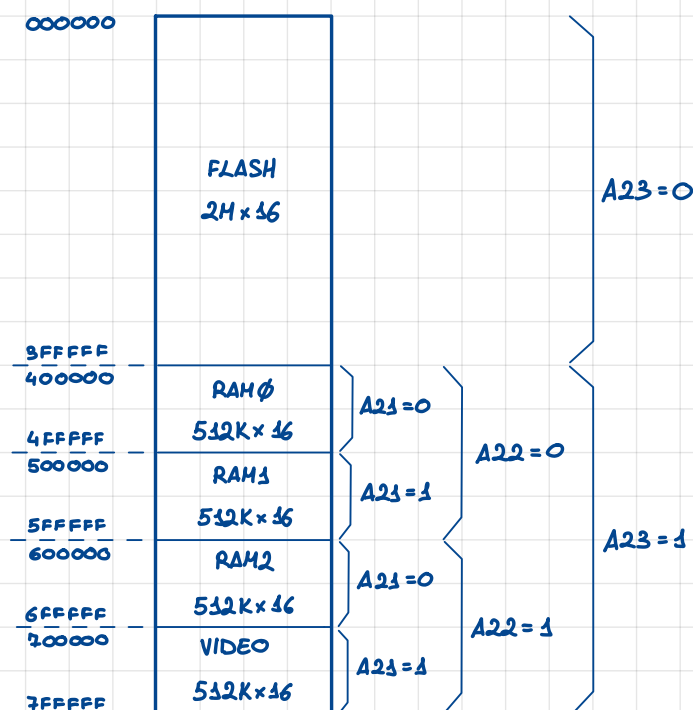 000000
FLASH
2M×16
A23=0
3FFFFF
400000
RAMØ
512K×16
A21=0
4FFFFF
500000
A22=0
RAM1
512K×16
A21=1
5FFFFF
600000
A23=1
RAM2
512K×16
A21=0
6FFFFF
700000
A22=1
VIDEO
512K×16
A21=1
7FFFFF